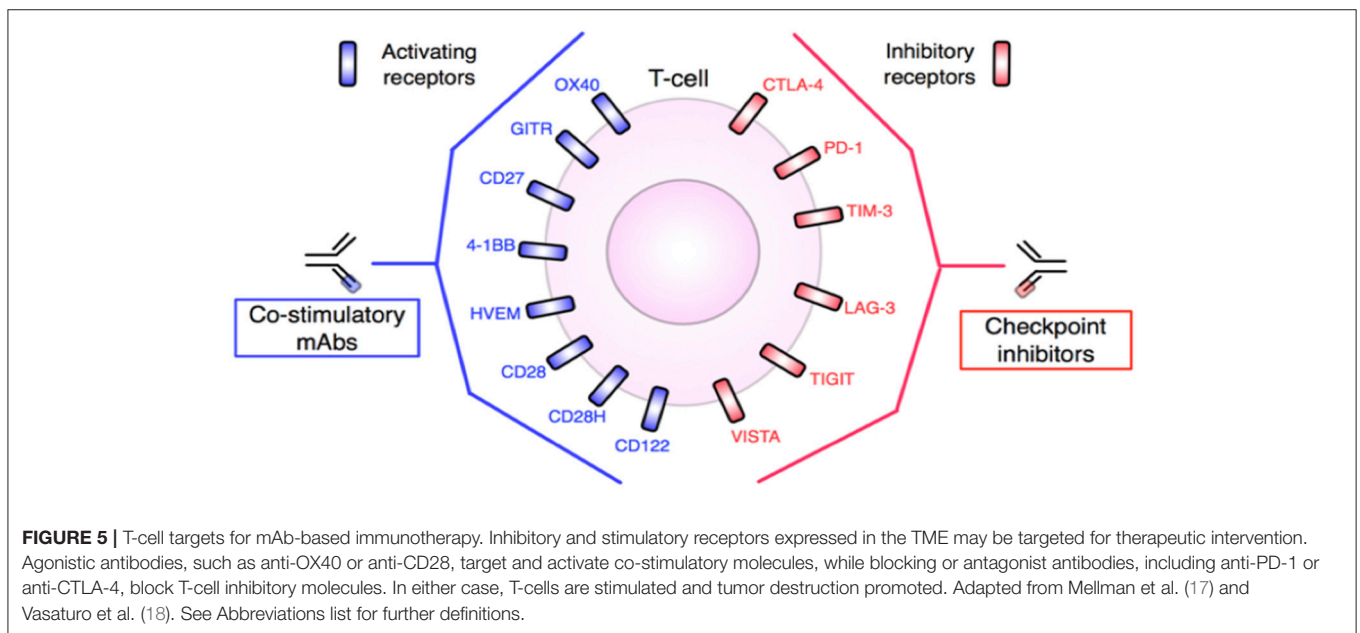 Activating
receptors
T-cell
Inhibitory
receptors
OX40
GITR
CD27
4-1BB
HVEM
CD28
CD28H
CD122
CTLA-4
PD-1
TIM-3
LAG-3
TIGIT
VISTA
Co-stimulatory
mAbs
Checkpoint
inhibitors
FIGURE 5 | T-cell targets for mAb-based immunotherapy. Inhibitory and stimulatory receptors expressed in the TME may be targeted for therapeutic intervention.
Agonistic antibodies, such as anti-OX40 or anti-CD28, target and activate co-stimulatory molecules, while blocking or antagonist antibodies, including anti-PD-1 or
anti-CTLA-4, block T-cell inhibitory molecules. In either case, T-cells are stimulated and tumor destruction promoted. Adapted from Mellman et al. (17) and
Vasaturo et al. (18). See Abbreviations list for further definitions.